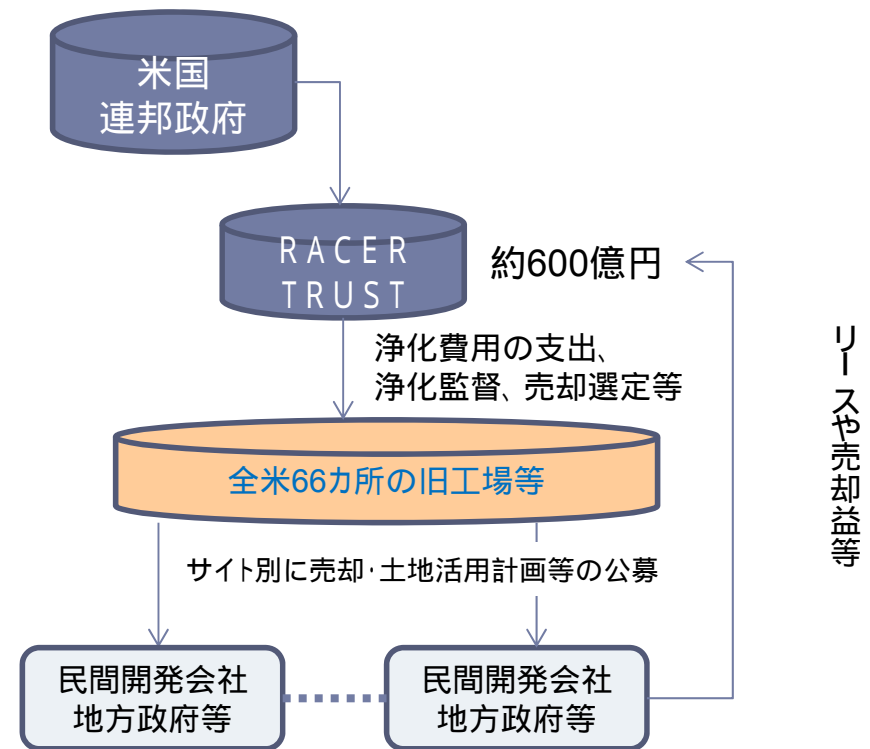 米国
連邦政府
RACER
TRUST
約600億円
浄化費用の支出、
浄化監督、売却選定等
リースや売却益等
全米66カ所の旧工場等
サイト別に売却・土地活用計画等の公募
民間開発会社
地方政府等
民間開発会社
地方政府等